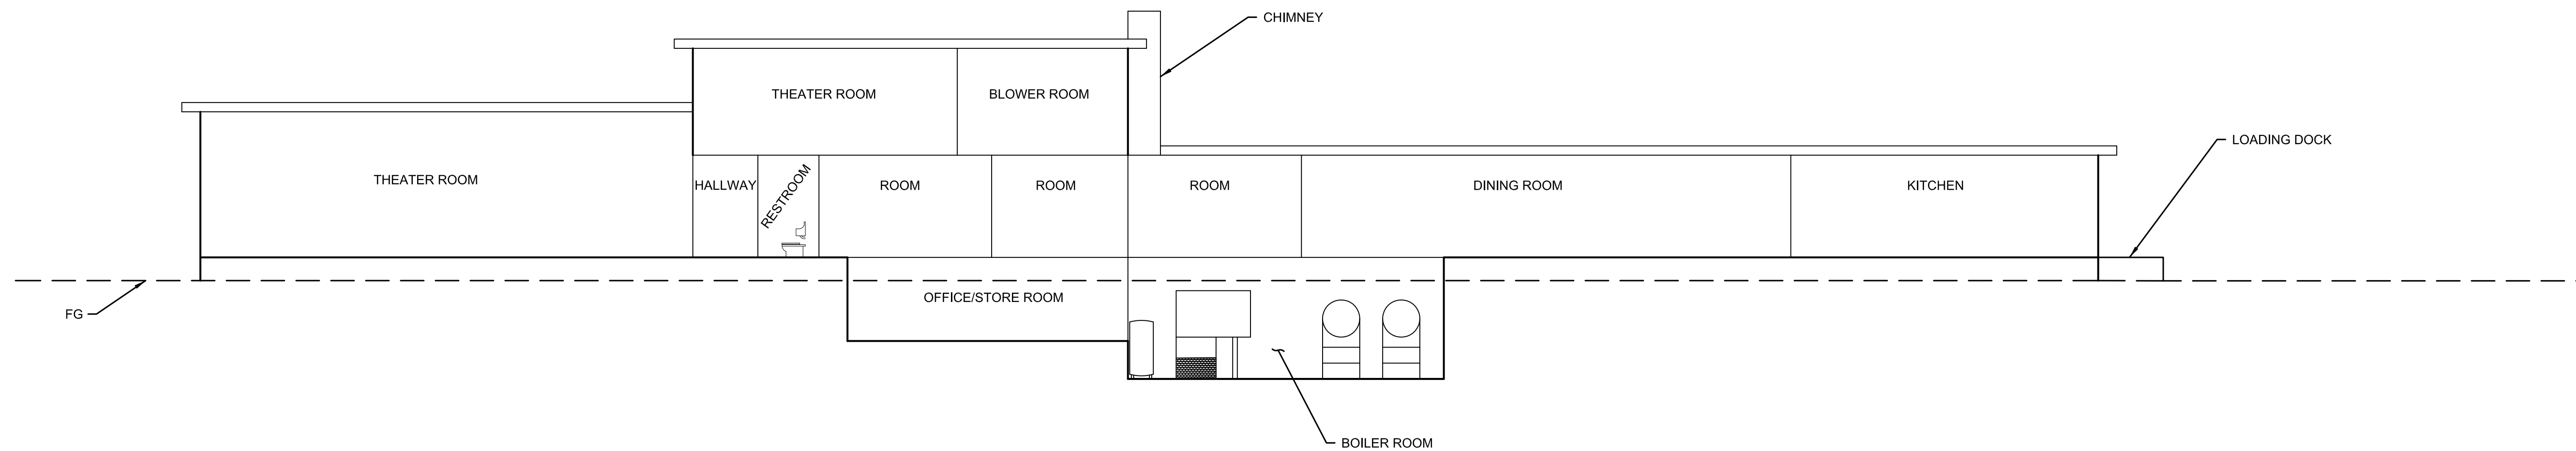 CHIMNEY
THEATER ROOM
BLOWER ROOM
LOADING DOCK
THEATER ROOM
HALLWAY
RESTROOM
ROOM
ROOM
ROOM
DINING ROOM
KITCHEN
OFFICE/STORE ROOM
FG
BOILER ROOM